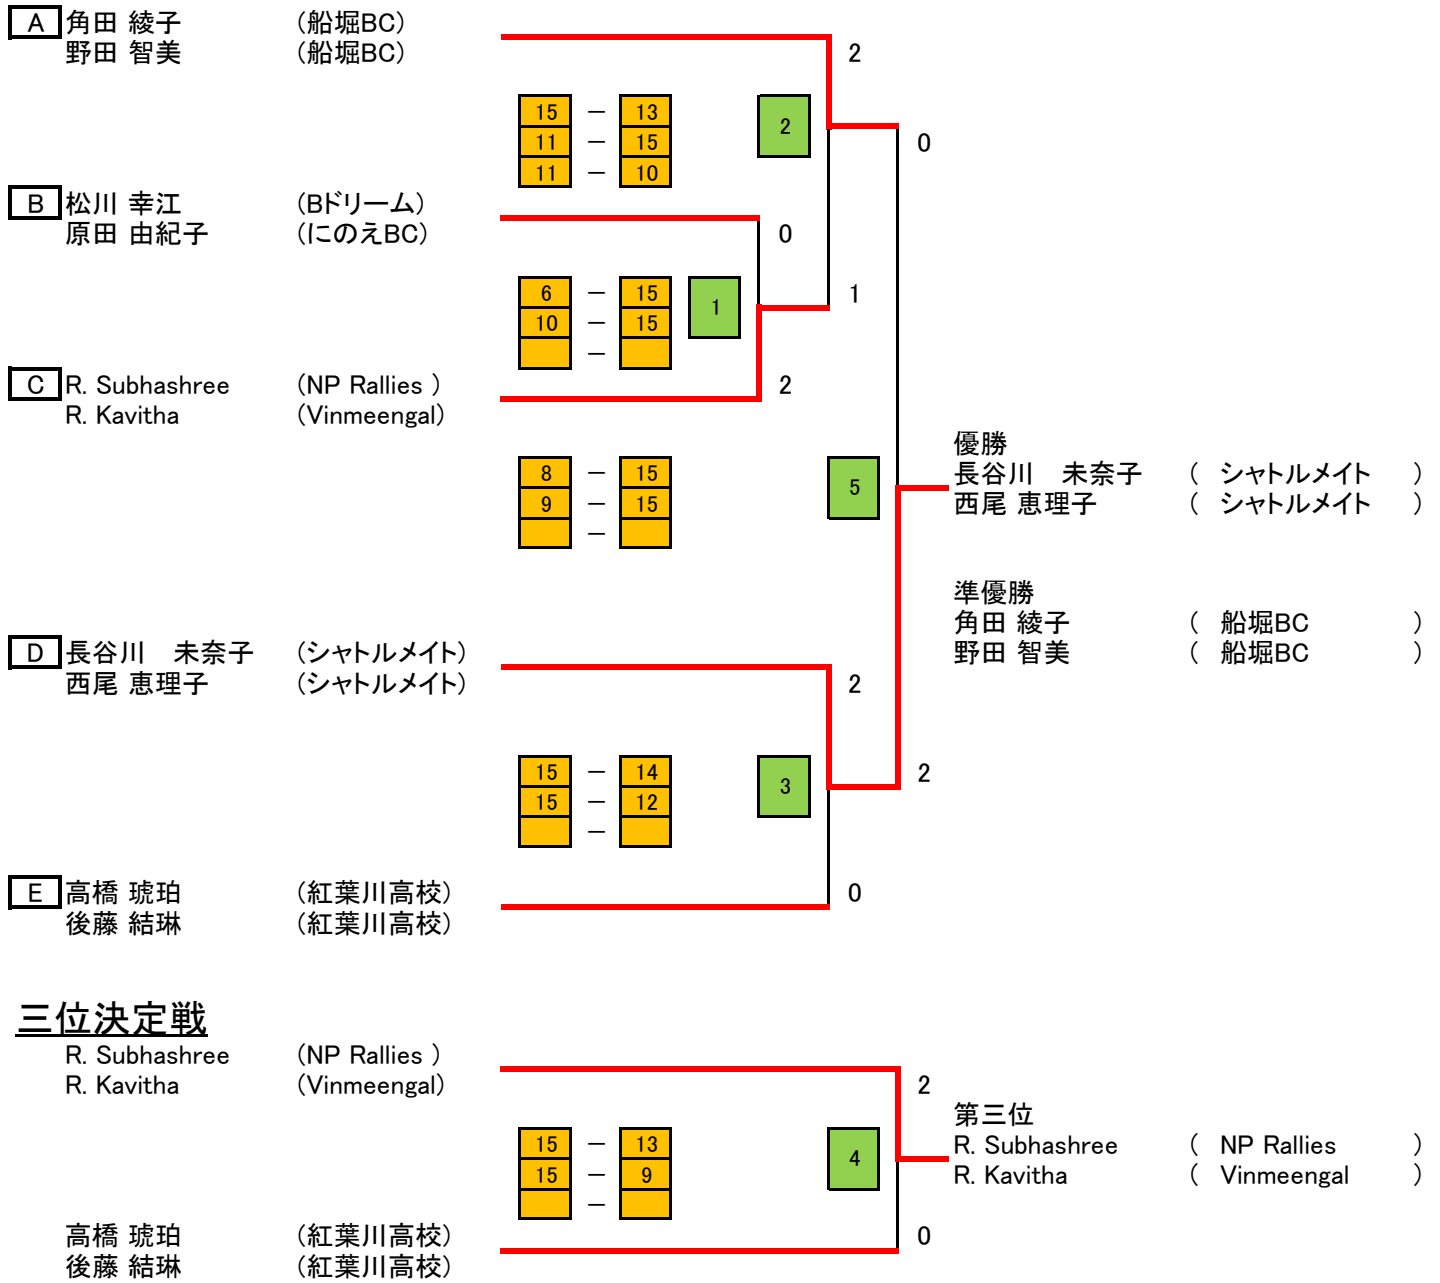 A 角田 綾子 (船堀BC)
野田 智美 (船堀BC)
2
15 － 13
2
11 － 15
0
11 － 10
B 松川 幸江 (Bドリーム)
原田 由紀子 (にのえBC)
0
6 － 15
1
1
10 － 15
－
C R. Subhashree (NP Rallies )
2
R. Kavitha (Vinmeengal)
優勝
8 － 15
5
長谷川　未奈子 ( シャトルメイト )
9 － 15
西尾 恵理子 ( シャトルメイト )
－
準優勝
角田 綾子 ( 船堀BC )
野田 智美 ( 船堀BC )
D 長谷川　未奈子 (シャトルメイト)
西尾 恵理子 (シャトルメイト)
2
15 － 14
3
2
15 － 12
－
E 高橋 琥珀 (紅葉川高校)
0
後藤 結琳 (紅葉川高校)
三位決定戦
R. Subhashree (NP Rallies )
R. Kavitha (Vinmeengal)
2
第三位
15 － 13
4
R. Subhashree ( NP Rallies )
15 － 9
R. Kavitha ( Vinmeengal )
－
高橋 琥珀 (紅葉川高校)
0
後藤 結琳 (紅葉川高校)